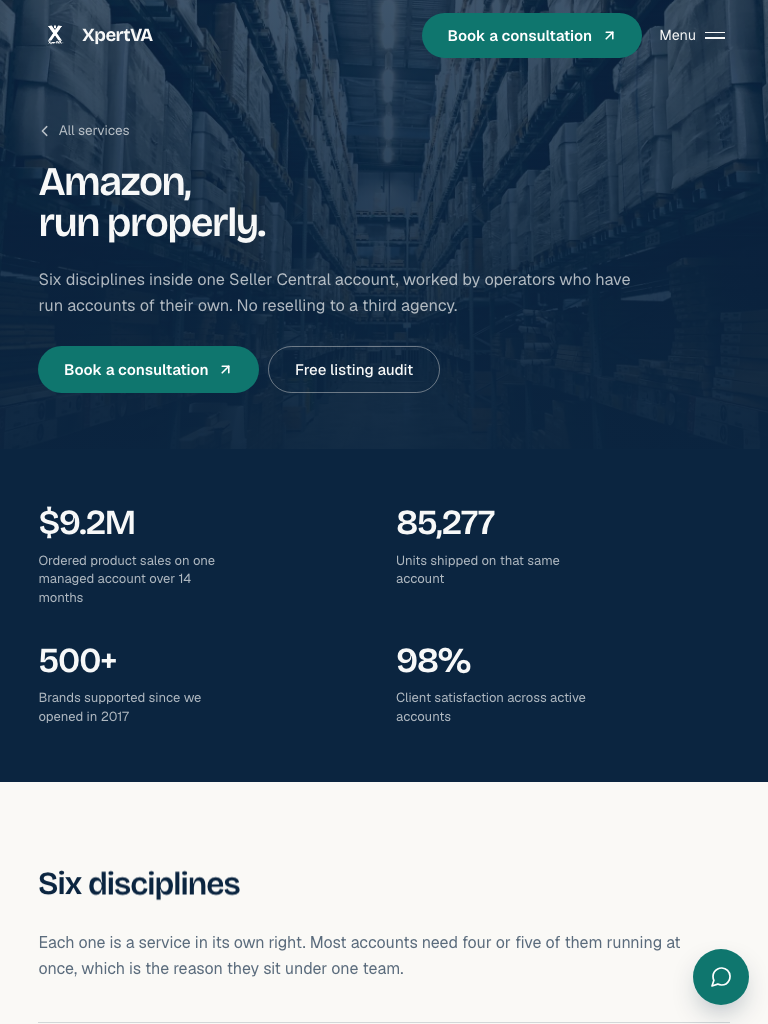 XpertVA
Book a consultation
Menu
All services
Amazon,
run properly.
Six disciplines inside one Seller Central account, worked by operators who have
run accounts of their own. No reselling to a third agency.
Book a consultation
Free listing audit
$9.2M
Ordered product sales on one
managed account over 14
months
85,277
Units shipped on that same
account
500+
Brands supported since we
opened in 2017
98%
Client satisfaction across active
accounts
Six disciplines
Each one is a service in its own right. Most accounts need four or five of them running at
once, which is the reason they sit under one team.